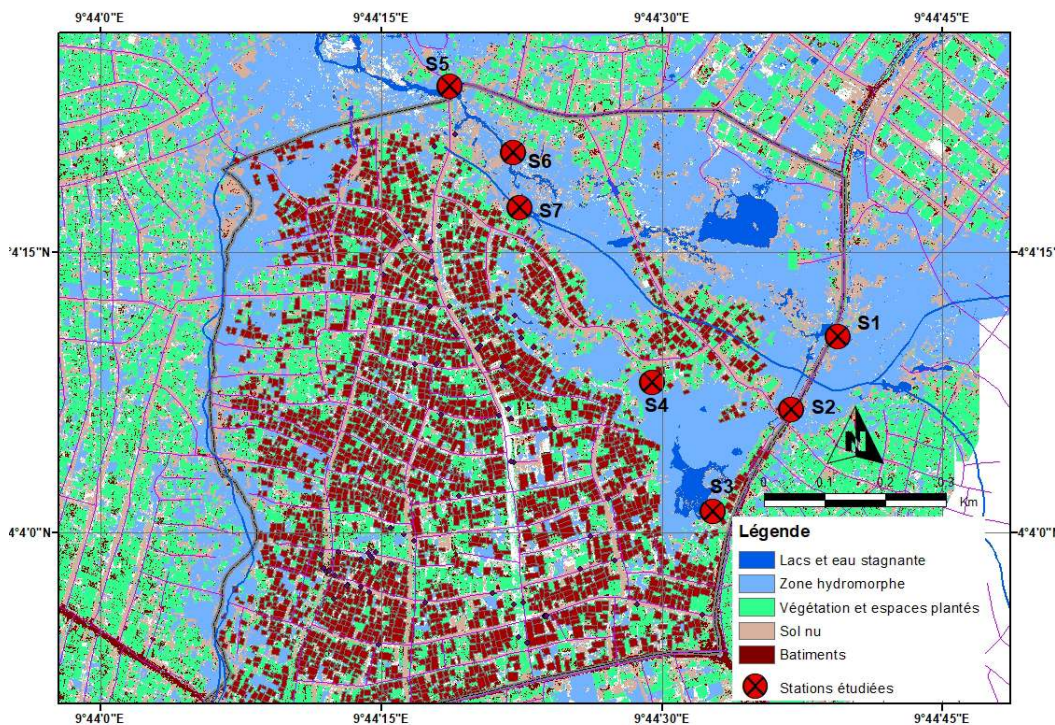 9°44'0"E 9°44'15"E 9°44'30"E 9°44'45"E
S5
S6
S7
4°4'15"N 4°4'15"
S1
S4 S2
N
0 0,1 0,2 0,3
Km
S3
4°4'0"N 4°4'0"
Légende
Lacs et eau stagnante
Zone hydromorphe
Végétation et espaces plantés
Sol nu
Batiments
Stations étudiées
9°44'0"E 9°44'15"E 9°44'30"E 9°44'45"E